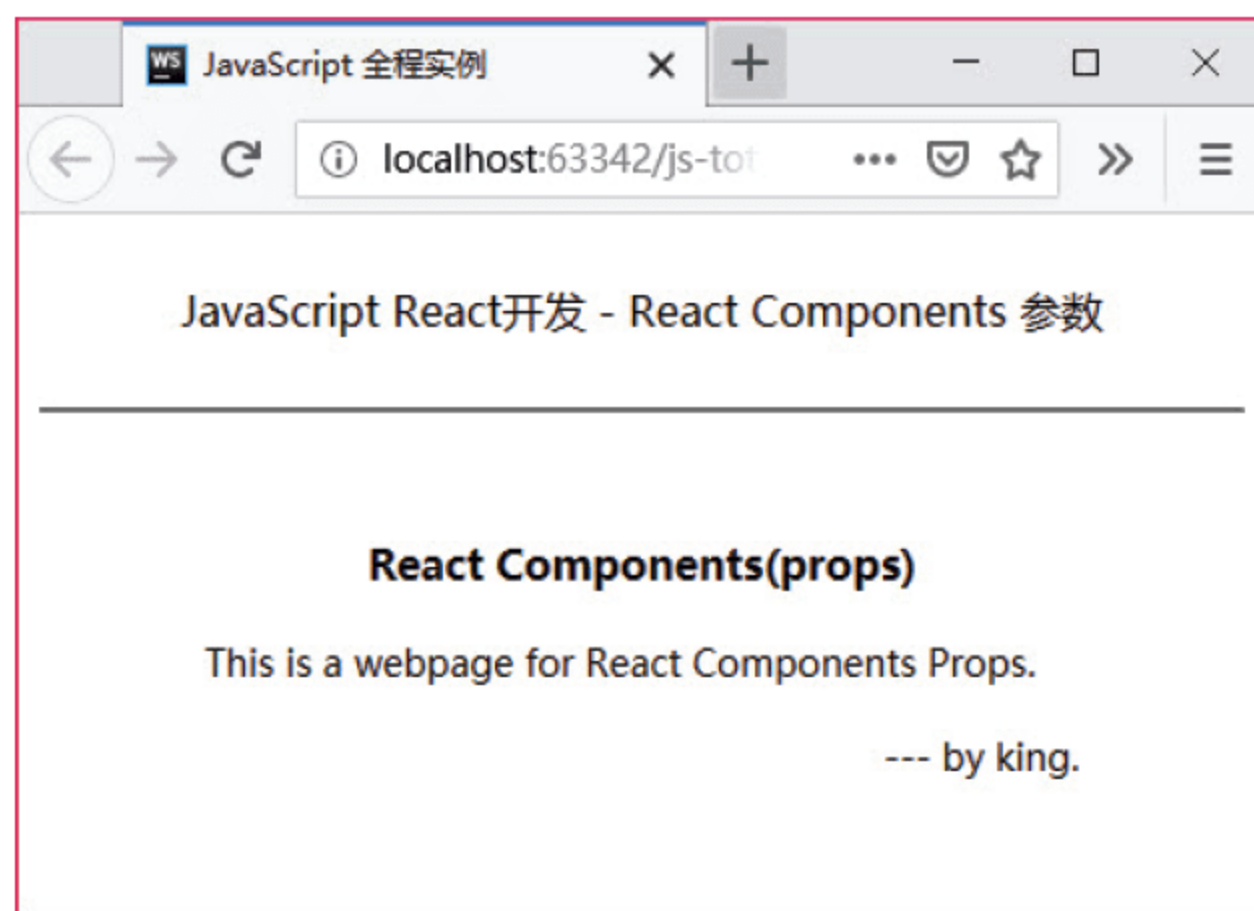 WS JavaScript 全程实例
localhost:63342/js-tot
JavaScript React开发 - React Components 参数
React Components(props)
This is a webpage for React Components Props.
--- by king.